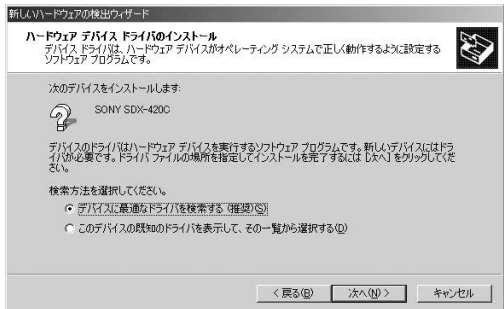 新しいハードウェアの検出ウィザード
ハードウェア デバイス ドライバのインストール
デバイス ドライバは、ハードウェア デバイスがオペレーティング システムで正しく動作するように設定する
ソフトウェア プログラムです。
次のデバイスをインストールします:
SONY SDX-420C
デバイスのドライバはハードウェア デバイスを実行するソフトウェア プログラムです。新しいデバイスにはドラ
イバが必要です。ドライバ ファイルの場所を指定してインストールを完了するには [次へ] をクリックしてくだ
さい。
検索方法を選択してください。
デバイスに最適なドライバを検索する (推奨)(S)
このデバイスの既知のドライバを表示して、その一覧から選択する(D)
< 戻る(B)
次へ(N) >
キャンセル